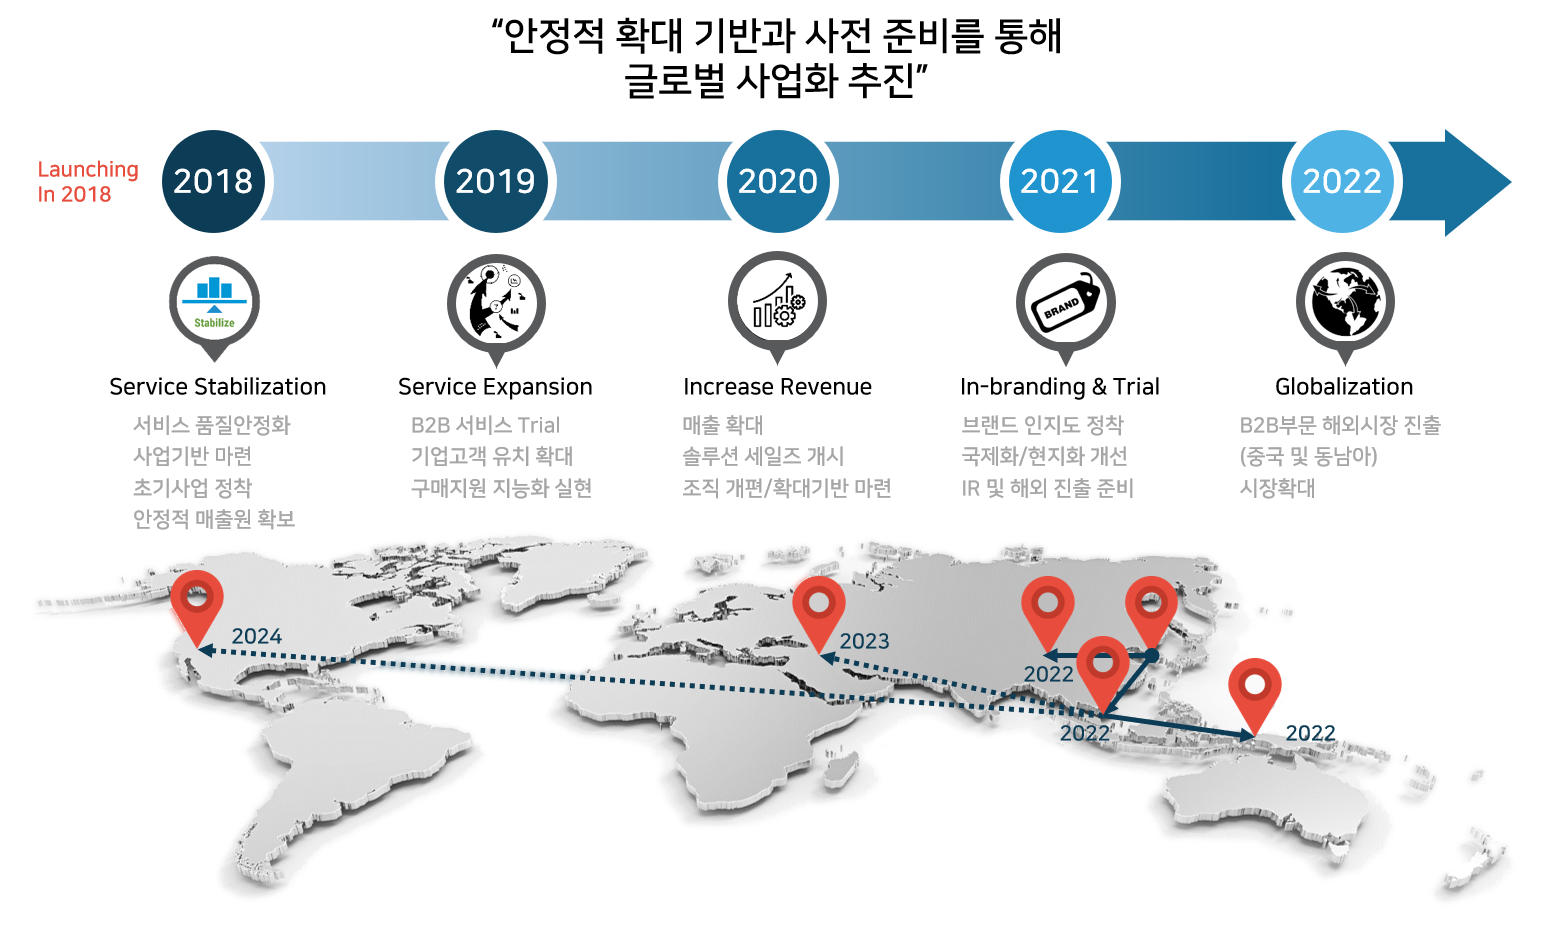 “안정적 확대 기반과 사전 준비를 통해
글로벌 사업화 추진”
Launching
In 2018
2018
2019
2020
2021
2022
Stabilize
?
BRAND
Service Stabilization
서비스 품질안정화
사업기반 마련
초기사업 정착
안정적 매출원 확보
Service Expansion
B2B 서비스 Trial
기업고객 유치 확대
구매지원 지능화 실현
Increase Revenue
매출 확대
솔루션 세일즈 개시
조직 개편/확대기반 마련
In-branding & Trial
브랜드 인지도 정착
국제화/현지화 개선
IR 및 해외 진출 준비
Globalization
B2B부문 해외시장 진출
(중국 및 동남아)
시장확대
2024
2023
2022
2022
2022